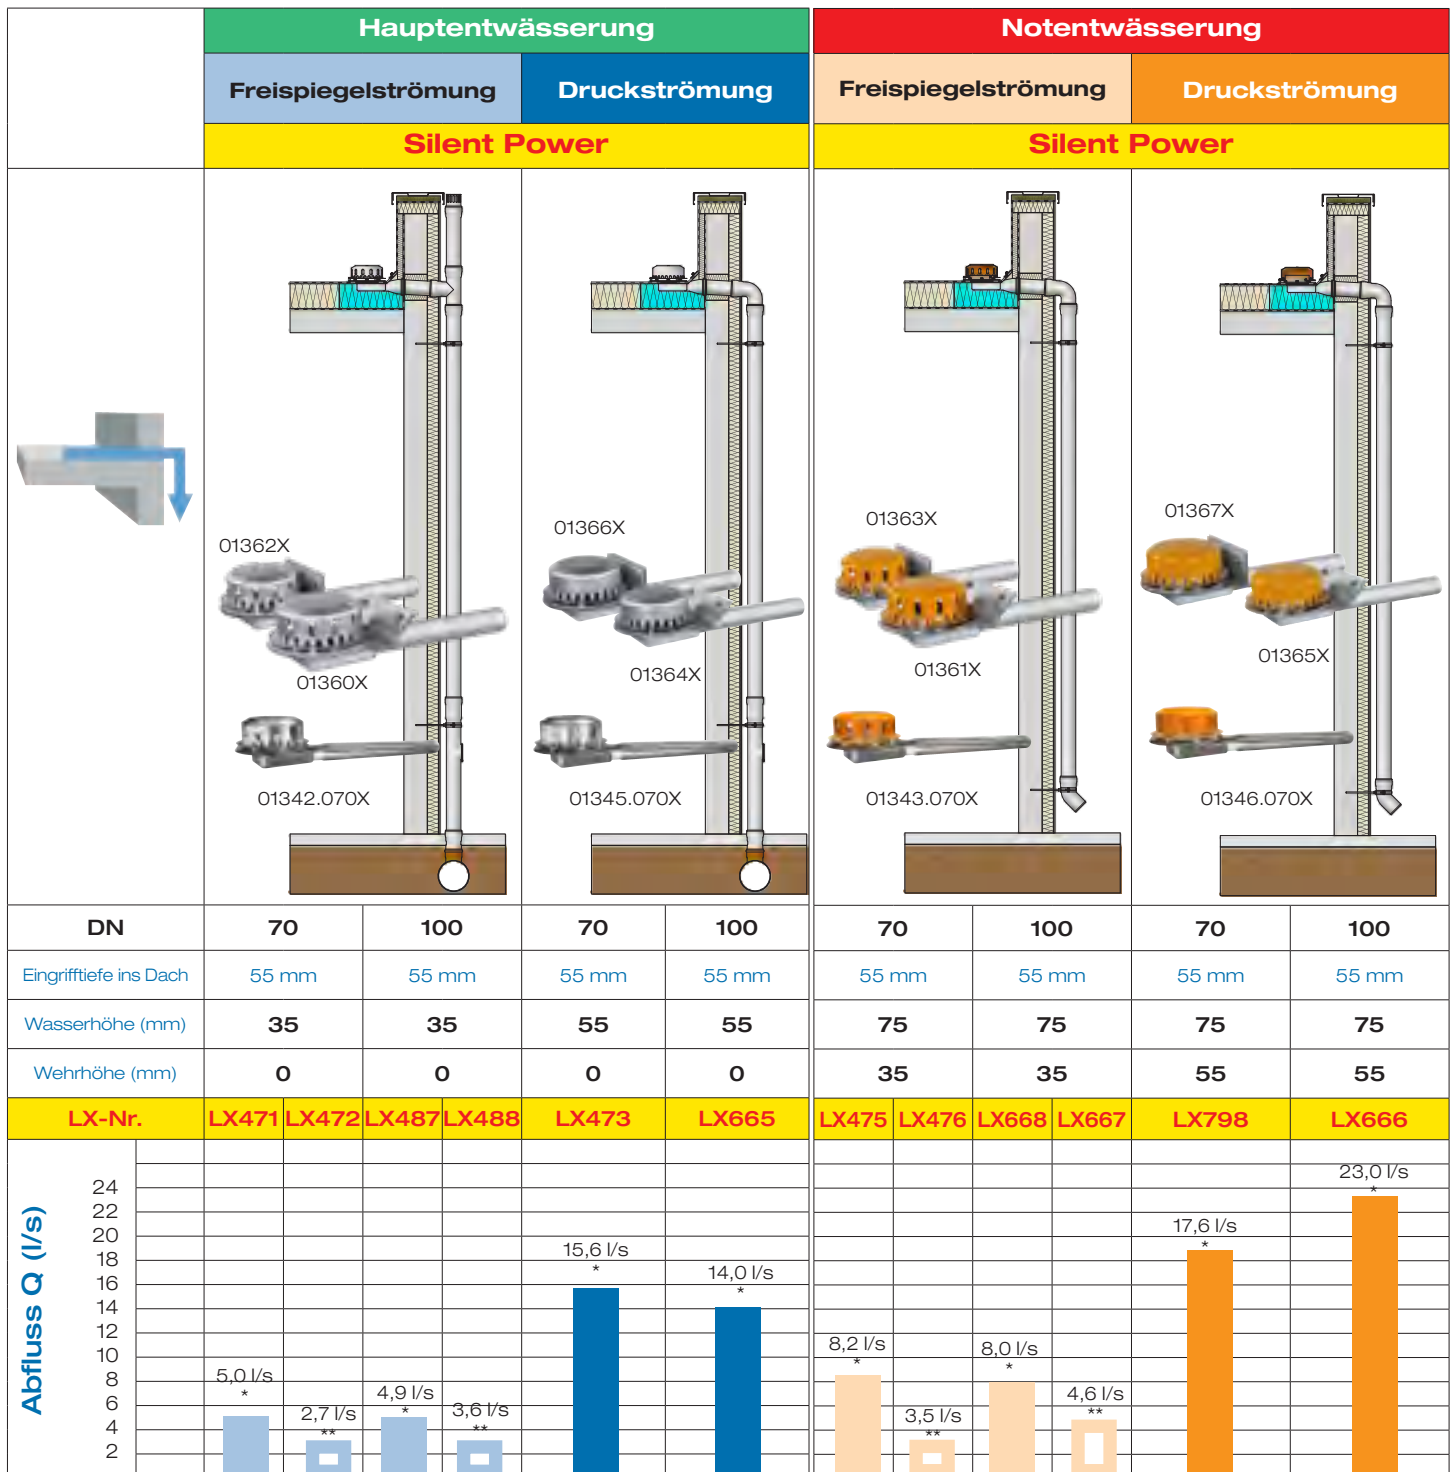 Hauptentwässerung Notentwässerung
Freispiegelströmung Druckströmung Freispiegelströmung Druckströmung
Silent Power Silent Power
01362X 01366X 01363X 01367X
01360X 01364X 01361X 01365X
01342.070X 01345.070X 01343.070X 01346.070X
DN 70 100 70 100 70 100 70 100
Eingrifftiefe ins Dach 55 mm 55 mm 55 mm 55 mm 55 mm 55 mm 55 mm 55 mm
Wasserhöhe (mm) 35 35 55 55 75 75 75 75
Wehrhöhe (mm) 0 0 0 0 35 35 55 55
LX-Nr. LX471 LX472 LX487 LX488 LX473 LX665 LX475 LX476 LX668 LX667 LX798 LX666
Abfluss Q (l/s)
24
22
20
18
16
14
12
10
8
6
4
2
5,0 l/s
*
2,7 l/s
**
4,9 l/s
*
3,6 l/s
**
15,6 l/s
*
14,0 l/s
*
8,2 l/s
*
3,5 l/s
**
8,0 l/s
*
4,6 l/s
**
17,6 l/s
*
23,0 l/s
*